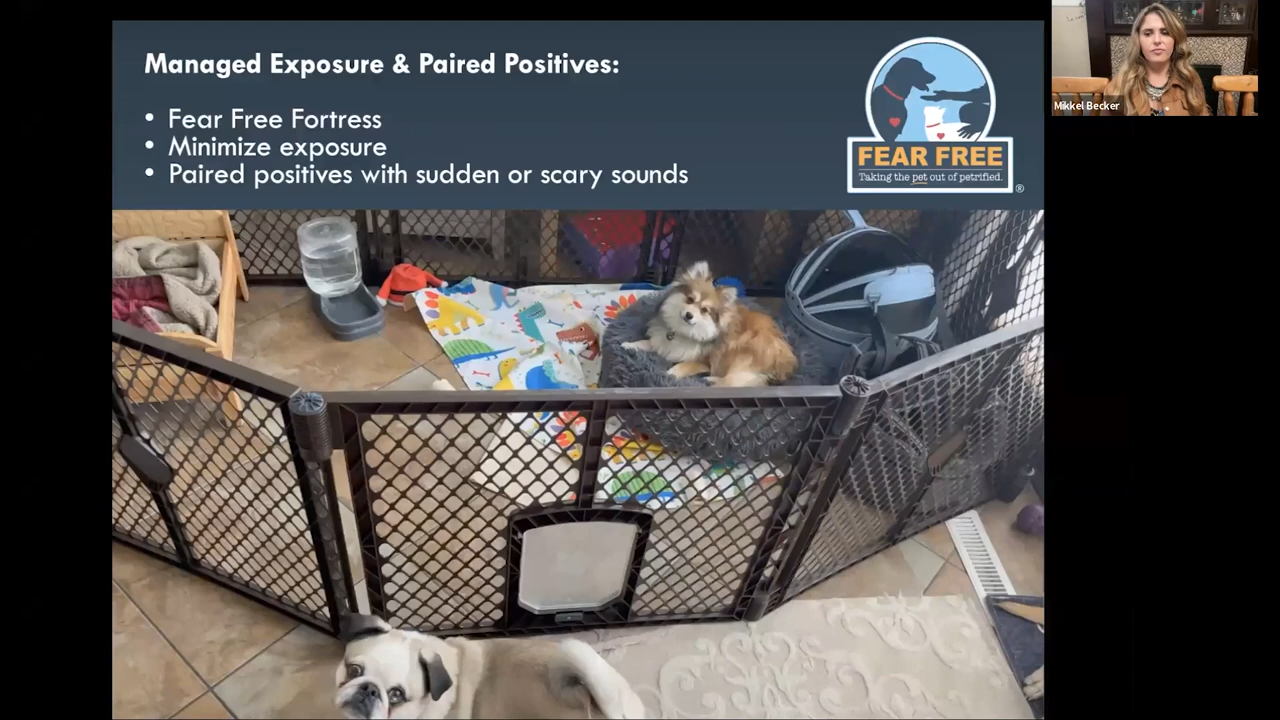 Managed Exposure & Paired Positives:
• Fear Free Fortress
• Minimize exposure
• Paired positives with sudden or scary sounds
FEAR FREE
Taking the pet out of petrified.
®
Mikkel Becker